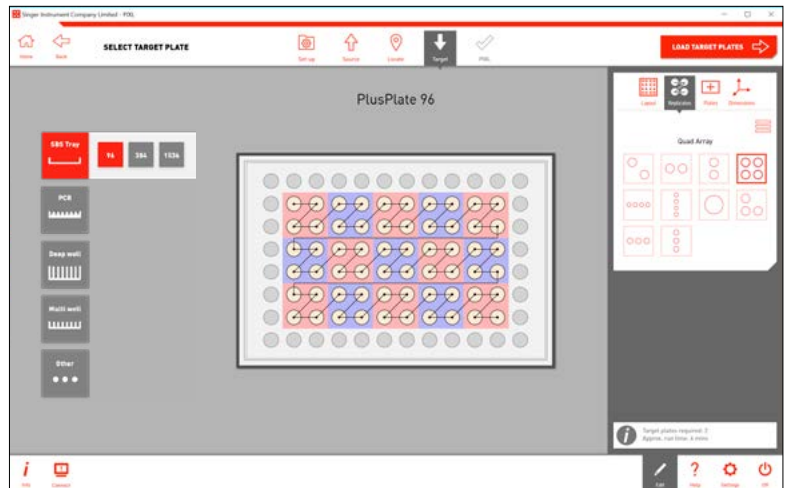 Singer Instrument Company Limited - PIXL
Home
Back
SELECT TARGET PLATE
Set up
Source
Locate
Target
PIXL
LOAD TARGET PLATES
PlusPlate 96
SBS Tray
96
384
1536
PCR
Deep well
Multi well
Other
Layout
Replicates
Plates
Dimensions
Quad Array
Target plates required: 2
Approx. run time: 6 mins
Info
Connect
Edit
Help
Settings
Off